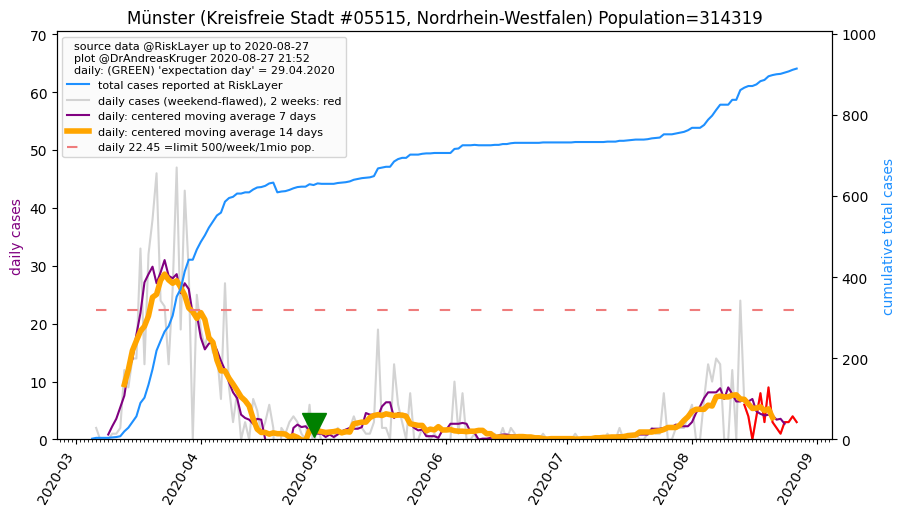 Münster (Kreisfreie Stadt #05515, Nordrhein-Westfalen) Population=314319
source data @RiskLayer up to 2020-08-27
plot @DrAndreasKruger 2020-08-27 21:52
daily: (GREEN) 'expectation day' = 29.04.2020
total cases reported at RiskLayer
daily cases (weekend-flawed), 2 weeks: red
daily: centered moving average 7 days
daily: centered moving average 14 days
daily 22.45 =limit 500/week/1mio pop.
daily cases
70
60
50
40
30
20
10
0
cumulative total cases
1000
800
600
400
200
0
2020-03
2020-04
2020-05
2020-06
2020-07
2020-08
2020-09